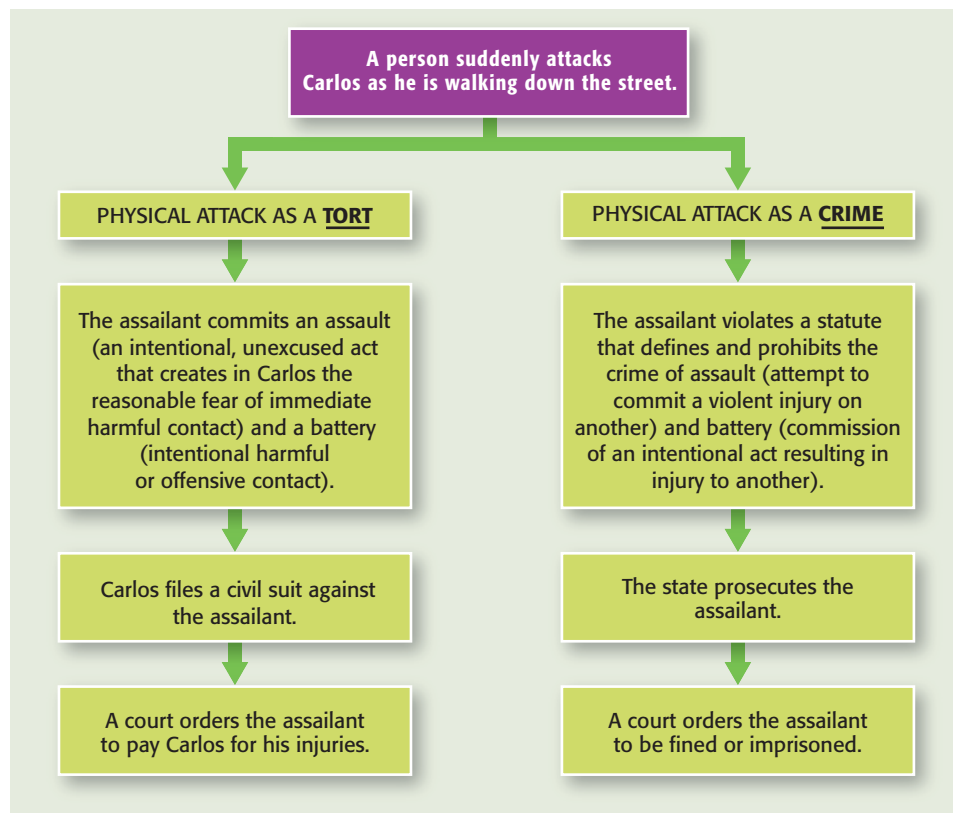 A person suddenly attacks
Carlos as he is walking down the street.
PHYSICAL ATTACK AS A TORT
The assailant commits an assault
(an intentional, unexcused act
that creates in Carlos the
reasonable fear of immediate
harmful contact) and a battery
(intentional harmful
or offensive contact).
Carlos files a civil suit against
the assailant.
A court orders the assailant
to pay Carlos for his injuries.
PHYSICAL ATTACK AS A CRIME
The assailant violates a statute
that defines and prohibits the
crime of assault (attempt to
commit a violent injury on
another) and battery (commission
of an intentional act resulting in
injury to another).
The state prosecutes the
assailant.
A court orders the assailant
to be fined or imprisoned.